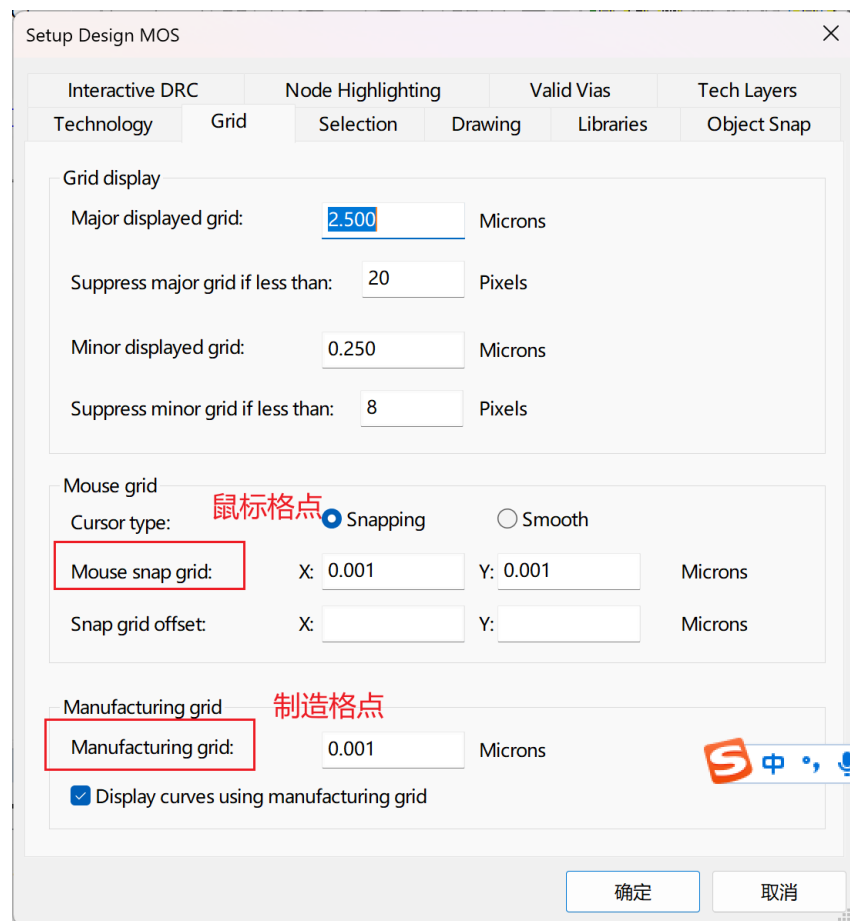 Setup Design MOS
Interactive DRC Node Highlighting Valid Vias Tech Layers
Technology Grid Selection Drawing Libraries Object Snap
Grid display
Major displayed grid: 2.500 Microns
Suppress major grid if less than: 20 Pixels
Minor displayed grid: 0.250 Microns
Suppress minor grid if less than: 8 Pixels
Mouse grid
鼠标格点
Cursor type: Snapping Smooth
Mouse snap grid: X: 0.001 Y: 0.001 Microns
Snap grid offset: X: Y: Microns
Manufacturing grid 制造格点
Manufacturing grid: 0.001 Microns
S 中 °,
Display curves using manufacturing grid
确定 取消